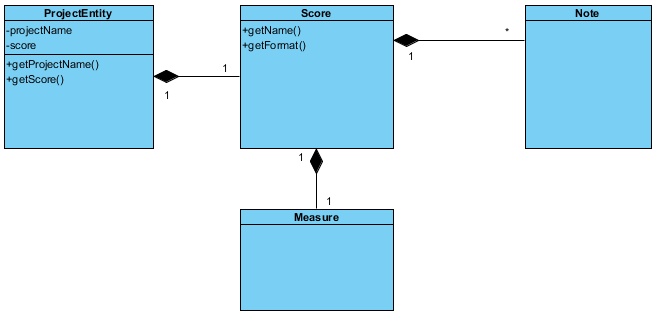 ProjectEntity
-projectName
-score
+getProjectName()
+getScore()
1
1
Score
+getName()
+getFormat()
1
*
Note
1
1
Measure